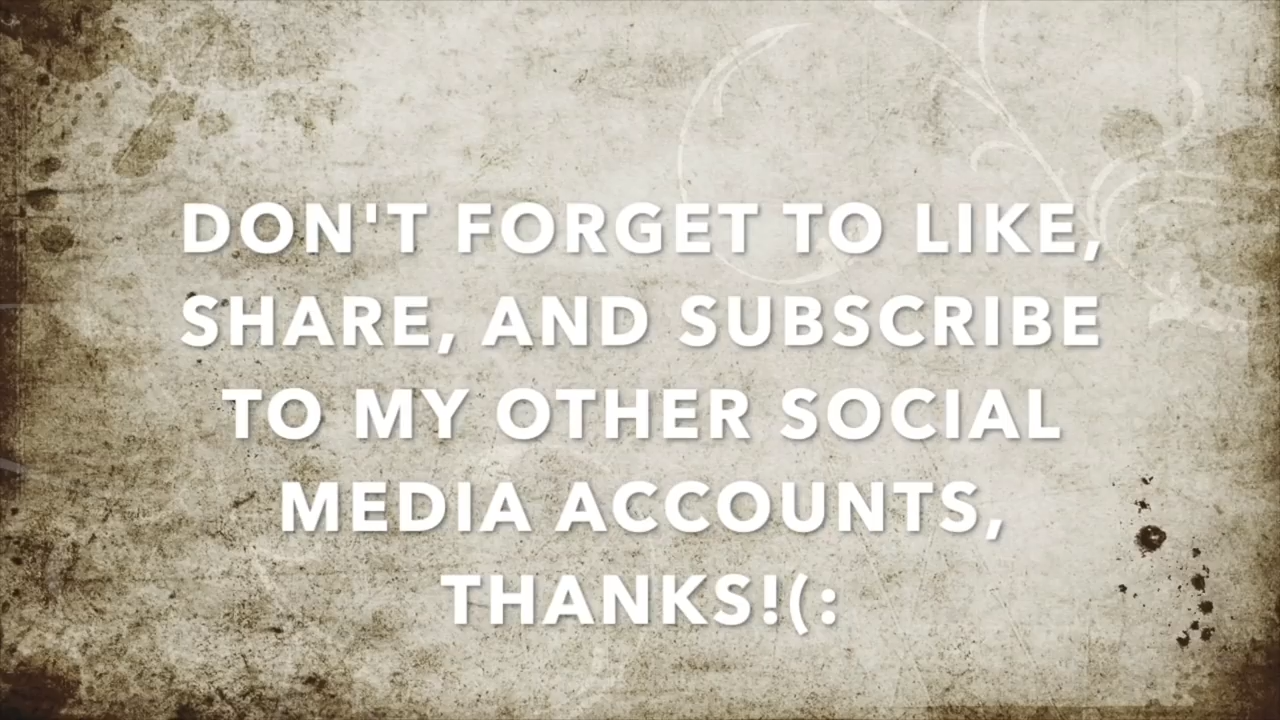 DON'T FORGET TO LIKE,
SHARE, AND SUBSCRIBE
TO MY OTHER SOCIAL
MEDIA ACCOUNTS,
THANKS!(: